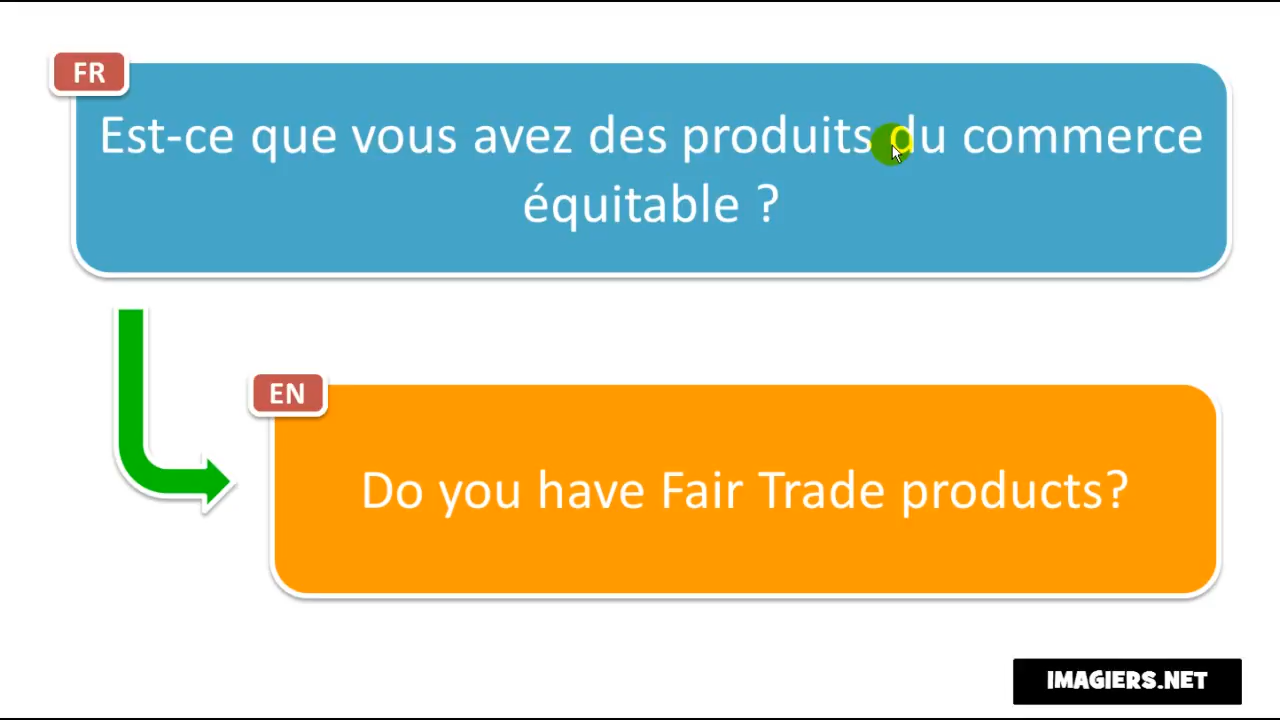 FR
Est-ce que vous avez des produits du commerce
équitable ?
EN
Do you have Fair Trade products?
IMAGIERS.NET